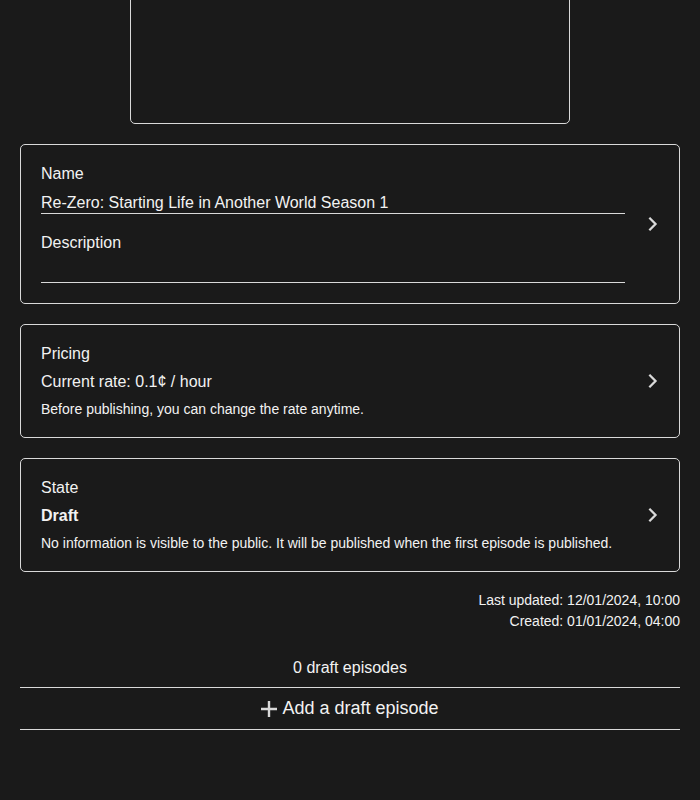 Name
Re-Zero: Starting Life in Another World Season 1
Description
Pricing
Current rate: 0.1¢ / hour
Before publishing, you can change the rate anytime.
State
Draft
No information is visible to the public. It will be published when the first episode is published.
Last updated: 12/01/2024, 10:00
Created: 01/01/2024, 04:00
0 draft episodes
Add a draft episode